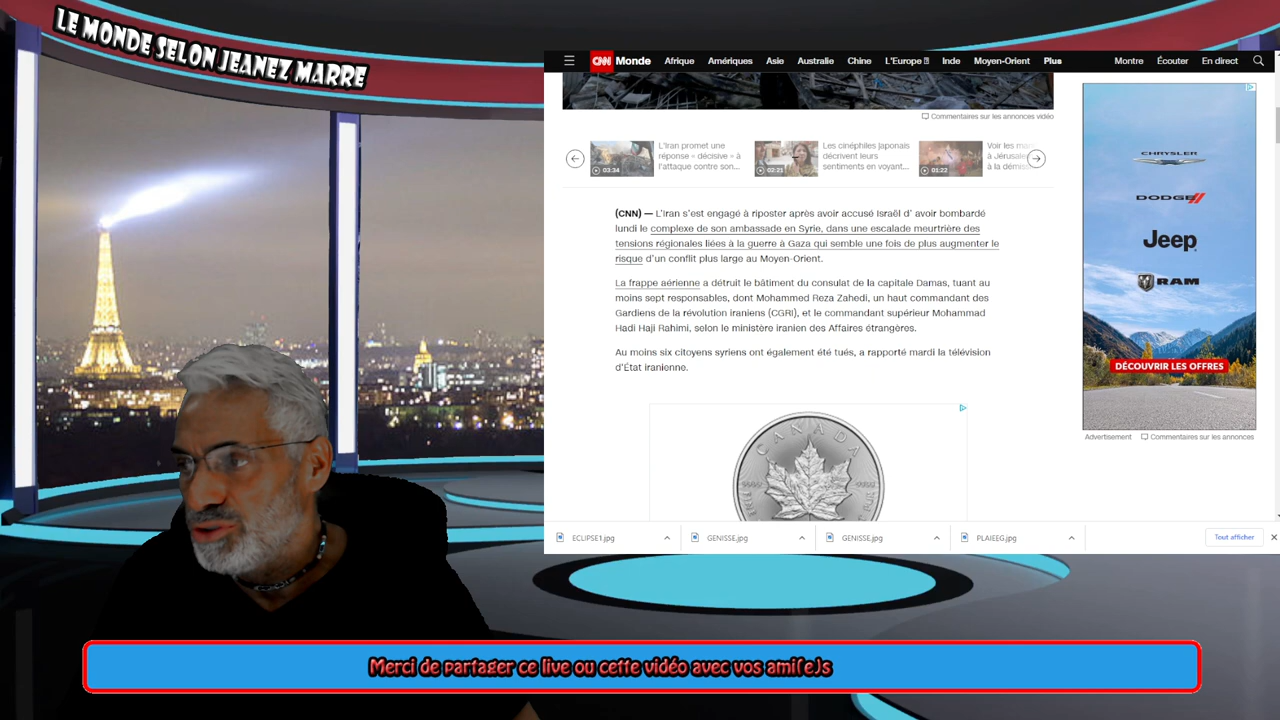 LE MONDE SELON JEANEZ MARRE
CNN Monde Afrique Amériques Asie Australie Chine L'Europe Inde Moyen-Orient Plus Montre Écouter En direct
Commentaires sur les annonces vidéo
L'Iran promet une
réponse « décisive » à
l'attaque contre son...
03:34
Les cinéphiles japonais
décrivent leurs
sentiments en voyant...
03:21
Voir les
à Jérusale
à la démis
01:22
(CNN) — L'Iran s'est engagé à riposter après avoir accusé Israël d' avoir bombardé
lundi le complexe de son ambassade en Syrie, dans une escalade meurtrière des
tensions régionales liées à la guerre à Gaza qui semble une fois de plus augmenter le
risque d'un conflit plus large au Moyen-Orient.
La frappe aérienne a détruit le bâtiment du consulat de la capitale Damas, tuant au
moins sept responsables, dont Mohammed Reza Zahedi, un haut commandant des
Gardiens de la révolution iraniens (CGRI), et le commandant supérieur Mohammad
Hadi Haji Rahimi, selon le ministère iranien des Affaires étrangères.
Au moins six citoyens syriens ont également été tués, a rapporté mardi la télévision
d'État iranienne.
CANADA
CHRYSLER
DODGE
Jeep
RAM
DÉCOUVRIR LES OFFRES
Advertisement Commentaires sur les annonces
ECLIPSE1.jpg GENISSE.jpg GENISSE.jpg PLAIEEG.jpg Tout afficher
Merci de partager ce live ou cette vidéo avec vos ami(e)s